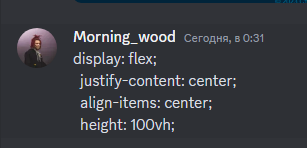 Morning_wood Сегодня, в 0:31
display: flex;
justify-content: center;
align-items: center;
height: 100vh;